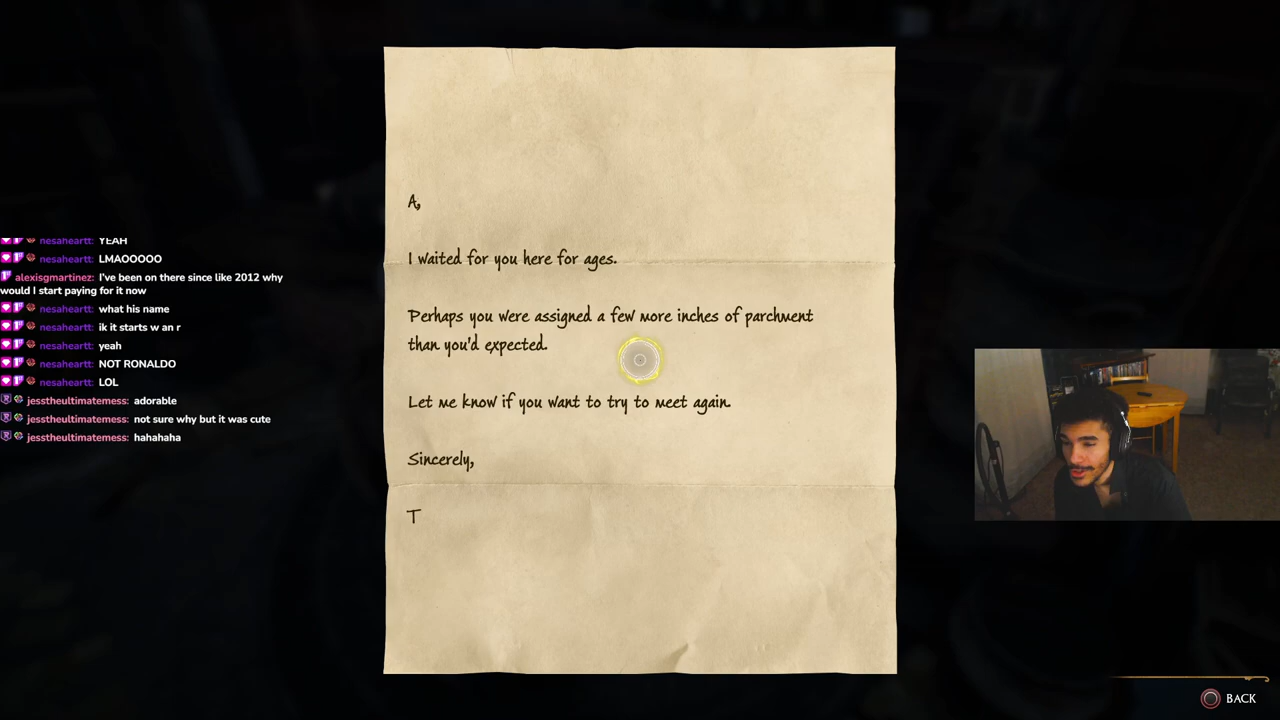 nesaheartt: YEAH
nesaheartt: LMAOOOOO
alexisgmartinez: I've been on there since like 2012 why
would I start paying for it now
nesaheartt: what his name
nesaheartt: ik it starts w an r
nesaheartt: yeah
nesaheartt: NOT RONALDO
nesaheartt: LOL
jesstheultimatemess: adorable
jesstheultimatemess: not sure why but it was cute
jesstheultimatemess: hahahaha
A,
I waited for you here for ages.
Perhaps you were assigned a few more inches of parchment
than you'd expected.
Let me know if you want to try to meet again.
Sincerely,
T
BACK